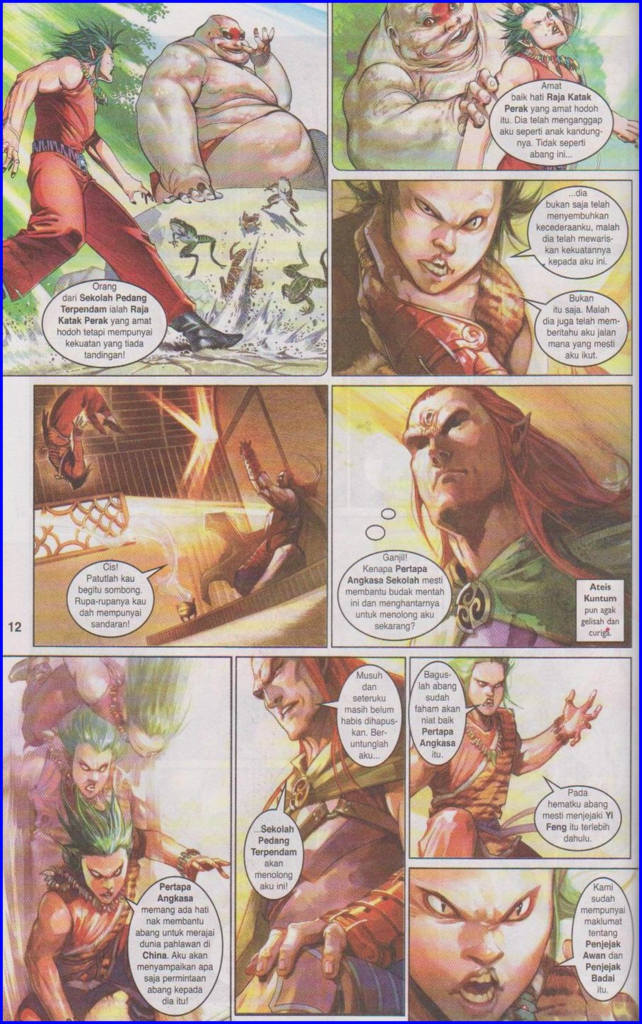 Orang
dari Sekolah Pedang
Terpendam ialah Raja
Katak Perak yang amat
hodoh tetapi mempunyai
kekuatan yang tiada
tandingan!
Amat
baik hati Raja Katak
Perak yang amat hodoh
itu. Dia telah menganggap
aku seperti anak kandung-
nya. Tidak seperti
abang ini...
...dia
bukan saja telah
menyembuhkan
kecederaanku, malah
dia telah mewaris-
kan kekuatannya
kepada aku ini.
Bukan
itu saja. Malah
dia juga telah mem-
beritahu aku jalan
mana yang mesti
aku ikut.
Cis!
Patutlah kau
begitu sombong.
Rupa-rupanya kau
dah mempunyai
sandaran!
Ganjil!
Kenapa Pertapa
Angkasa Sekolah mesti
membantu budak mentah
ini dan menghantarnya
untuk menolong aku
sekarang?
Ateis
Kuntum
pun agak
gelisah dan
curiga.
12
Pertapa
Angkasa
memang ada hati
nak membantu
abang untuk merajai
dunia pahlawan di
China. Aku akan
menyampaikan apa
saja permintaan
abang kepada
dia itu!
Musuh
dan
seteruku
masih belum
habis dihapus-
kan. Ber-
untunglah
aku...
...Sekolah
Pedang
Terpendam
akan
menolong
aku ini!
Bagus-
lah abang
sudah
faham akan
niat baik
Pertapa
Angkasa
itu.
Pada
hematku abang
mesti menjejaki Yi
Feng itu terlebih
dahulu.
Kami
sudah
mempunyai
maklumat
tentang
Penjejak
Awan dan
Penjejak
Badai
itu.